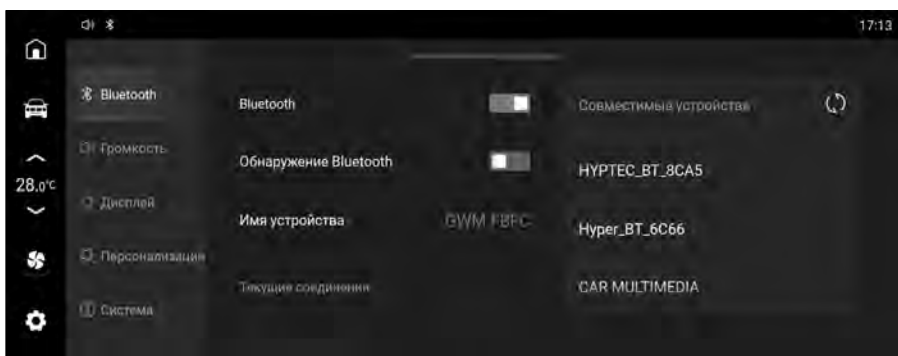 17:13
Bluetooth
Громкость
Дисплей
Персонализация
Система
28.0°C
Bluetooth
Обнаружение Bluetooth
Имя устройства
GWM
Текущие соединения
Совместимые устройства
HYPTEC_BT_8CA5
Hyper_BT_6C66
CAR MULTIMEDIA